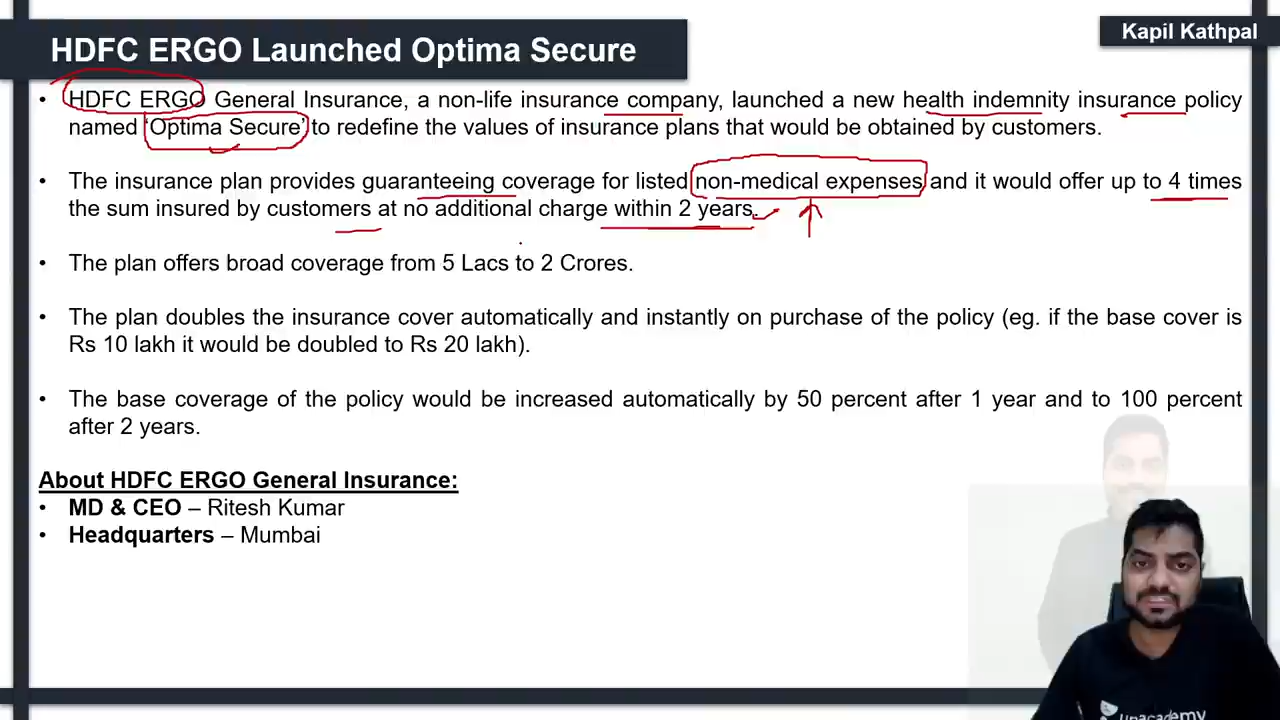 HDFC ERGO Launched Optima Secure
Kapil Kathpal
• HDFC ERGO General Insurance, a non-life insurance company, launched a new health indemnity insurance policy
named ‘Optima Secure’ to redefine the values of insurance plans that would be obtained by customers.
• The insurance plan provides guaranteeing coverage for listed non-medical expenses and it would offer up to 4 times
the sum insured by customers at no additional charge within 2 years.
• The plan offers broad coverage from 5 Lacs to 2 Crores.
• The plan doubles the insurance cover automatically and instantly on purchase of the policy (eg. if the base cover is
Rs 10 lakh it would be doubled to Rs 20 lakh).
• The base coverage of the policy would be increased automatically by 50 percent after 1 year and to 100 percent
after 2 years.
About HDFC ERGO General Insurance:
• MD & CEO – Ritesh Kumar
• Headquarters – Mumbai
unacademy